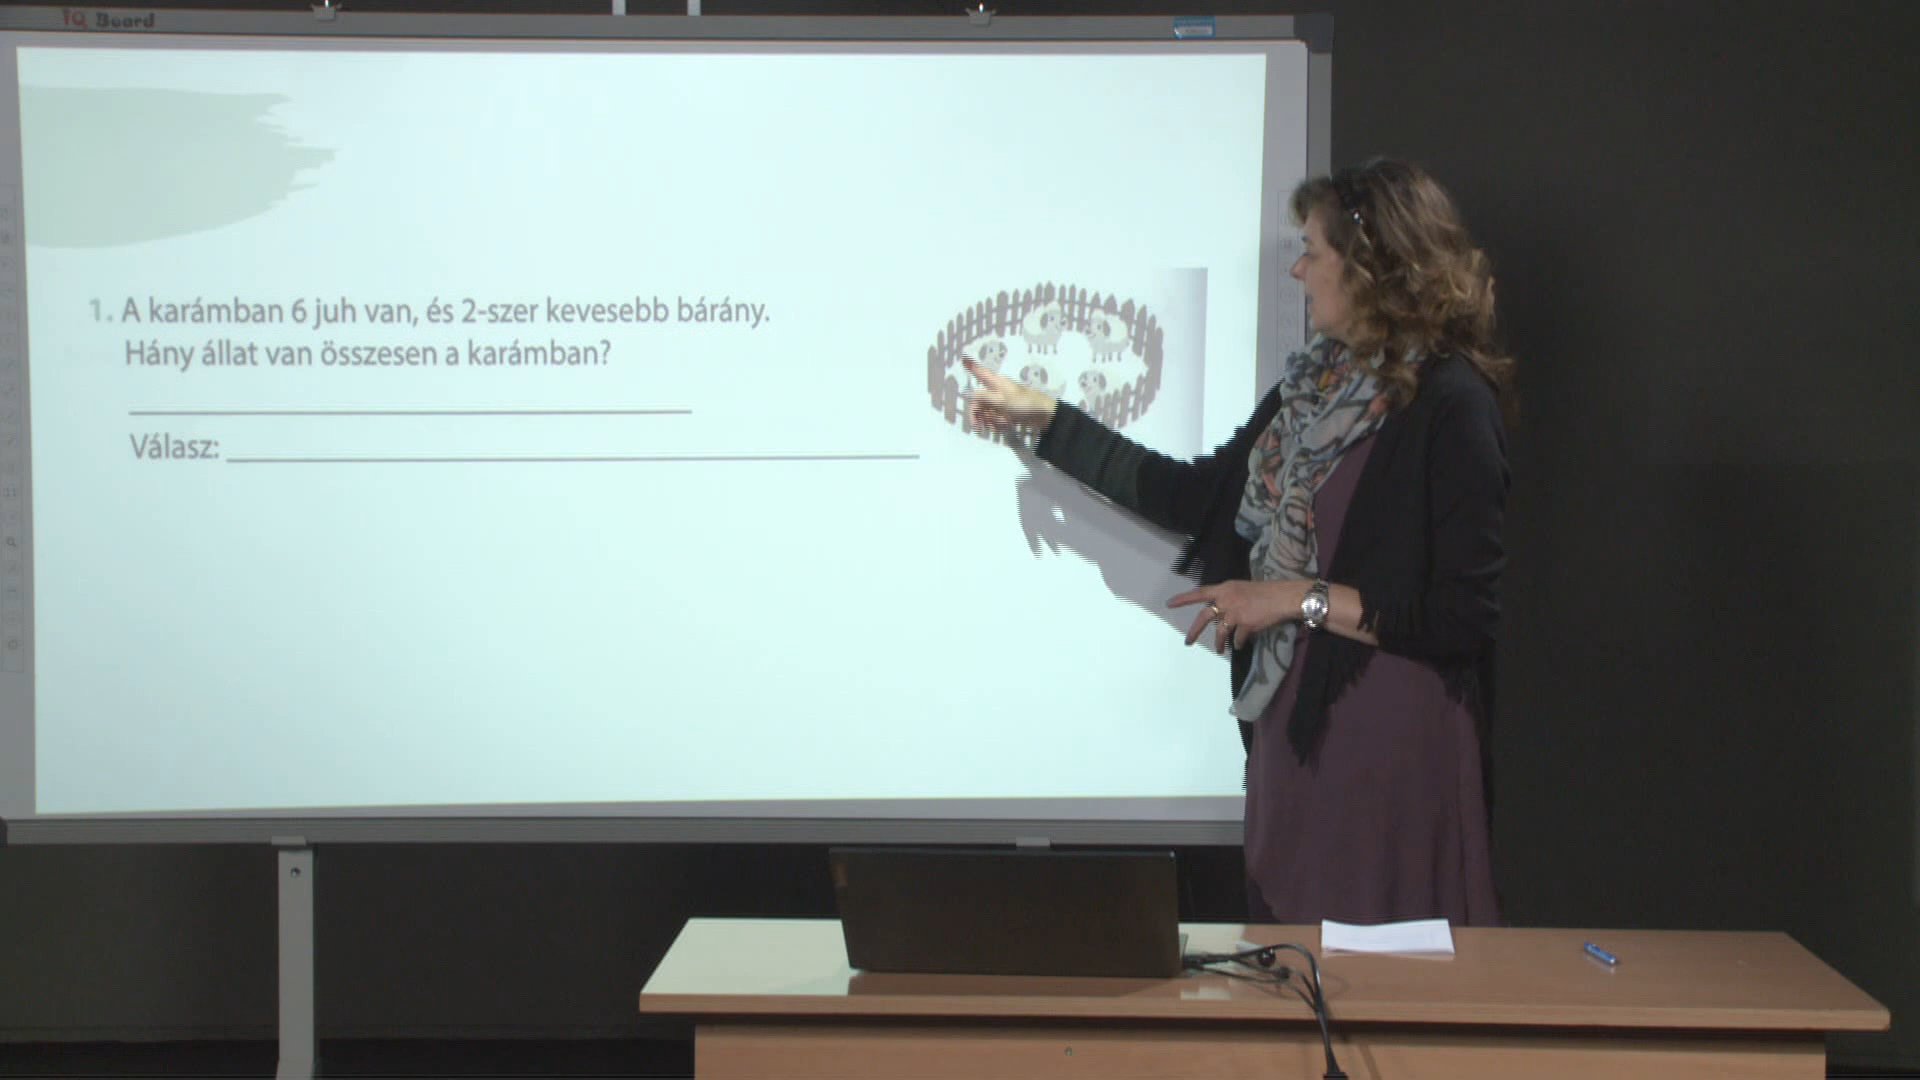 IQ Board
1. A karámban 6 juh van, és 2-szer kevesebb bárány.
Hány állat van összesen a karámban?
Válasz: